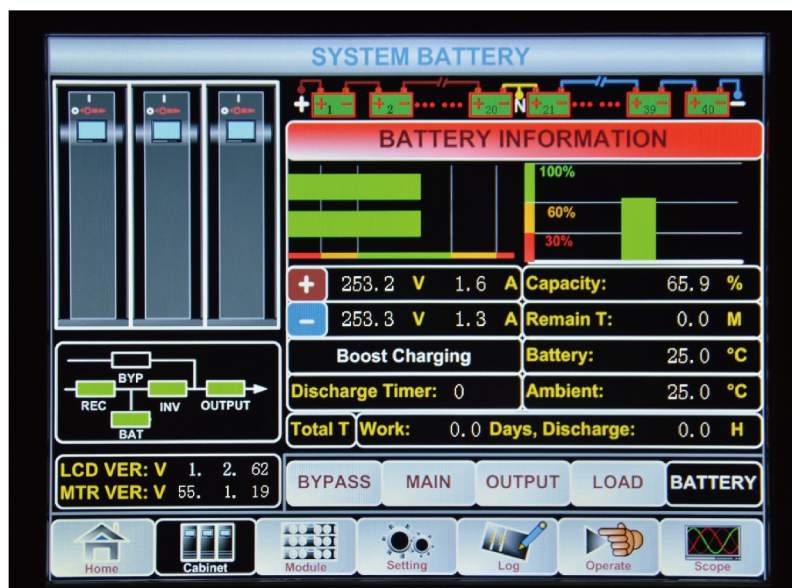 SYSTEM BATTERY
+ +1- +2- +20- N +21- +39- +40- -
BATTERY INFORMATION
100%
60%
30%
+ 253.2 V 1.6 A Capacity: 65.9 %
- 253.3 V 1.3 A Remain T: 0.0 M
Boost Charging Battery: 25.0 °C
Discharge Timer: 0 Ambient: 25.0 °C
Total T Work: 0.0 Days, Discharge: 0.0 H
BYP
REC INV OUTPUT
BAT
LCD VER: V 1. 2. 62
MTR VER: V 55. 1. 19
BYPASS MAIN OUTPUT LOAD BATTERY
Home Cabinet Module Setting Log Operate Scope